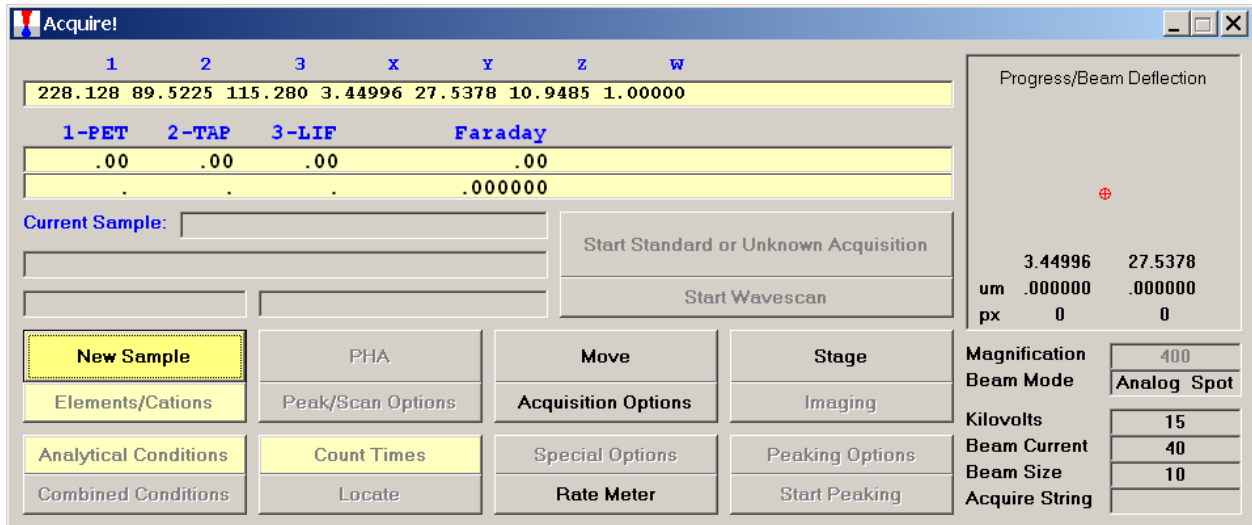 Acquire!
1 2 3 X Y Z W
228.128 89.5225 115.280 3.44996 27.5378 10.9485 1.00000
1-PET 2-TAP 3-LIF Faraday
.00 .00 .00 .00
. . . .000000
Current Sample:
Start Standard or Unknown Acquisition
Start Wavescan
New Sample PHA Move Stage
Elements/Cations Peak/Scan Options Acquisition Options Imaging
Analytical Conditions Count Times Special Options Peaking Options
Combined Conditions Locate Rate Meter Start Peaking
Progress/Beam Deflection
3.44996 27.5378
um .000000 .000000
px 0 0
Magnification 400
Beam Mode Analog Spot
Kilovolts 15
Beam Current 40
Beam Size 10
Acquire String